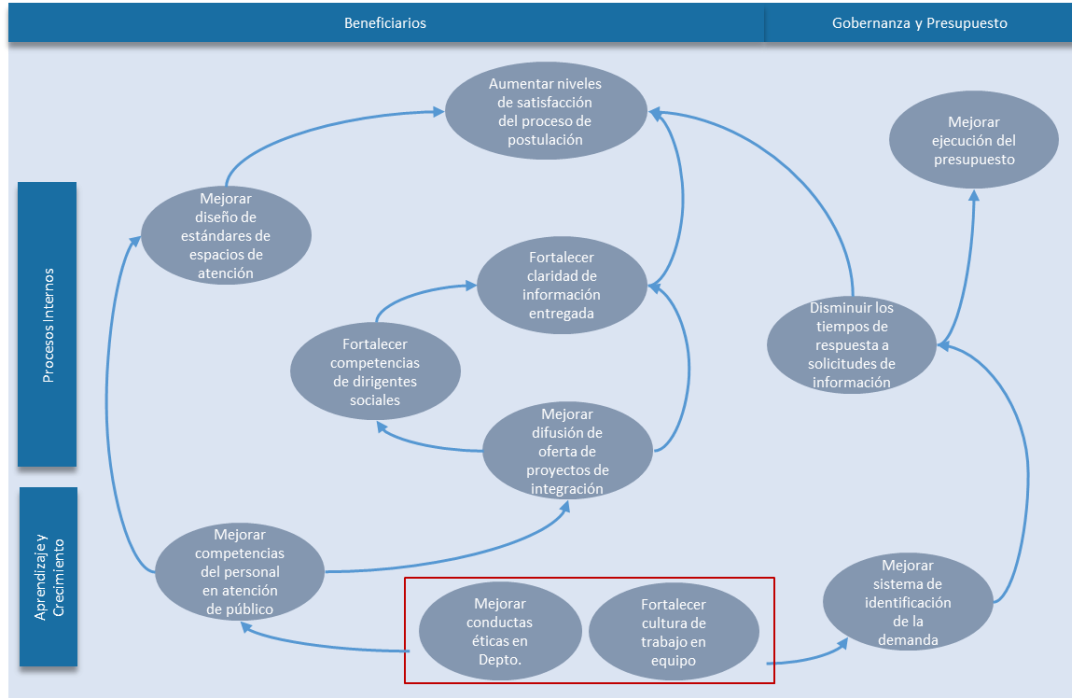 Beneficiarios
Gobernanza y Presupuesto
Aumentar niveles
de satisfacción
del proceso de
postulación
Mejorar
ejecución del
presupuesto
Procesos Internos
Mejorar
diseño de
estándares de
espacios de
atención
Fortalecer
claridad de
información
entregada
Disminuir los
tiempos de
respuesta a
solicitudes de
información
Fortalecer
competencias
de dirigentes
sociales
Mejorar
difusión de
oferta de
proyectos de
integración
Aprendizaje y
Crecimiento
Mejorar
competencias
del personal
en atención
de público
Mejorar
conductas
éticas en
Depto.
Fortalecer
cultura de
trabajo en
equipo
Mejorar
sistema de
identificación
de la
demanda